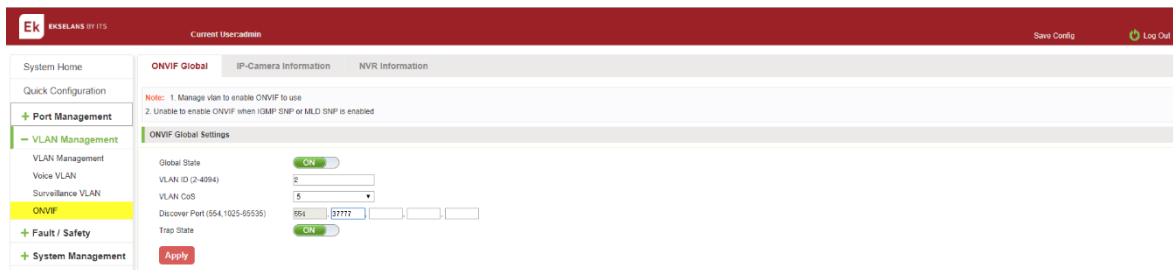 Ek EKSELANS BY ITS
Current User:admin
Save Config
Log Out
System Home
Quick Configuration
+ Port Management
− VLAN Management
VLAN Management
Voice VLAN
Surveillance VLAN
ONVIF
+ Fault / Safety
+ System Management
ONVIF Global IP-Camera Information NVR Information
Note: 1. Manage vlan to enable ONVIF to use
2. Unable to enable ONVIF when IGMP SNP or MLD SNP is enabled
ONVIF Global Settings
Global State ON
VLAN ID (2-4094) 2
VLAN CoS 5
Discover Port (554,1025-65535) 554 , 37777 , , ,
Trap State ON
Apply